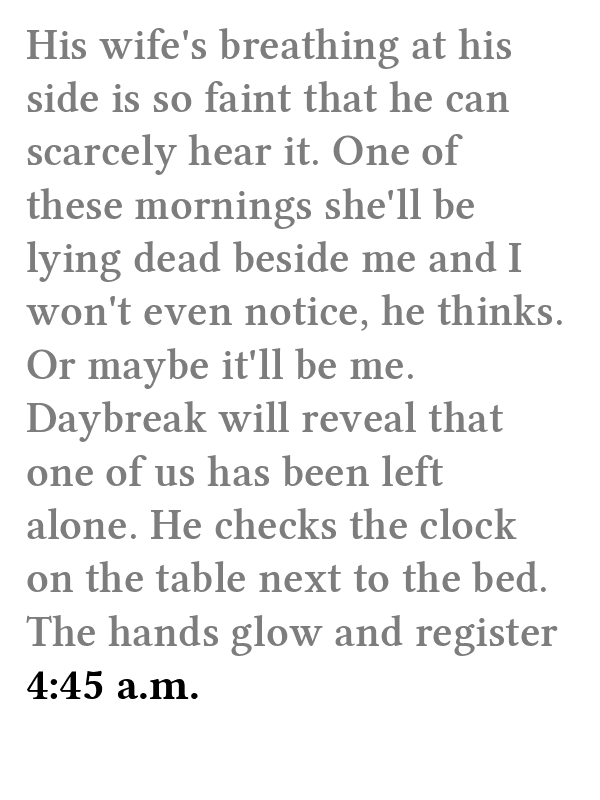 His wife's breathing at his
side is so faint that he can
scarcely hear it. One of
these mornings she'll be
lying dead beside me and I
won't even notice, he thinks.
Or maybe it'll be me.
Daybreak will reveal that
one of us has been left
alone. He checks the clock
on the table next to the bed.
The hands glow and register
4:45 a.m.